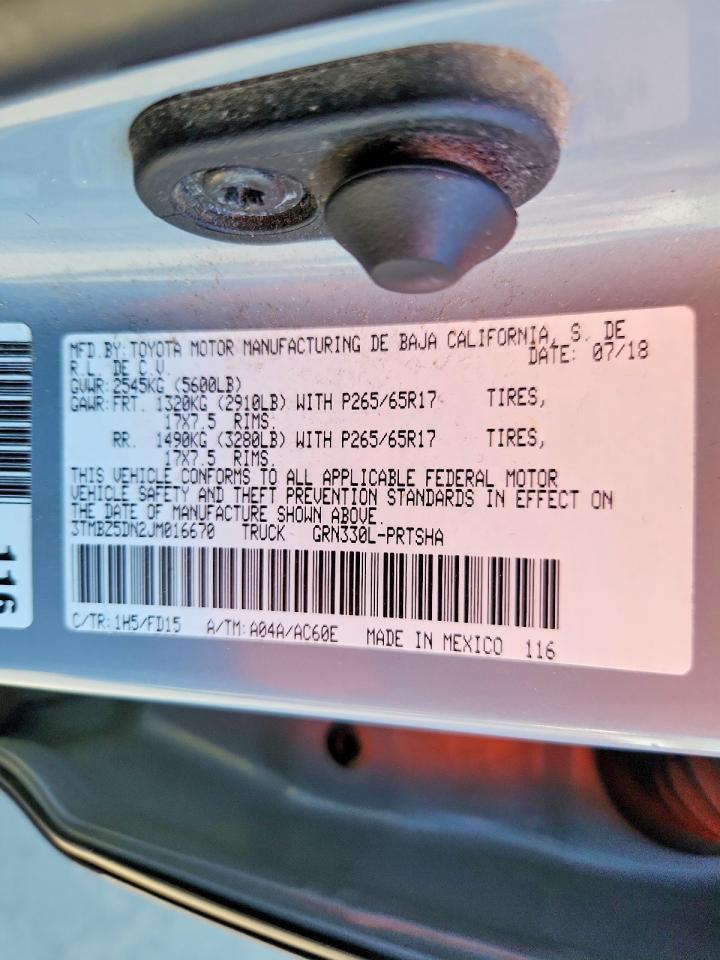 MFD.BY: TOYOTA MOTOR MANUFACTURING DE BAJA CALIFORNIA, S. DE
R.L. DE C.V. DATE: 07/18
GVWR: 2545KG (5600LB)
GAWR: FRT. 1320KG (2910LB) WITH P265/65R17 TIRES,
17X7.5 RIMS.
RR. 1490KG (3280LB) WITH P265/65R17 TIRES,
17X7.5 RIMS.
THIS VEHICLE CONFORMS TO ALL APPLICABLE FEDERAL MOTOR
VEHICLE SAFETY AND THEFT PREVENTION STANDARDS IN EFFECT ON
THE DATE OF MANUFACTURE SHOWN ABOVE.
3TMBZ5DN2JM016670 TRUCK GRN330L-PRTSHA
C/TR: 1H5/FD15 A/TM: A04A/AC60E MADE IN MEXICO 116
116